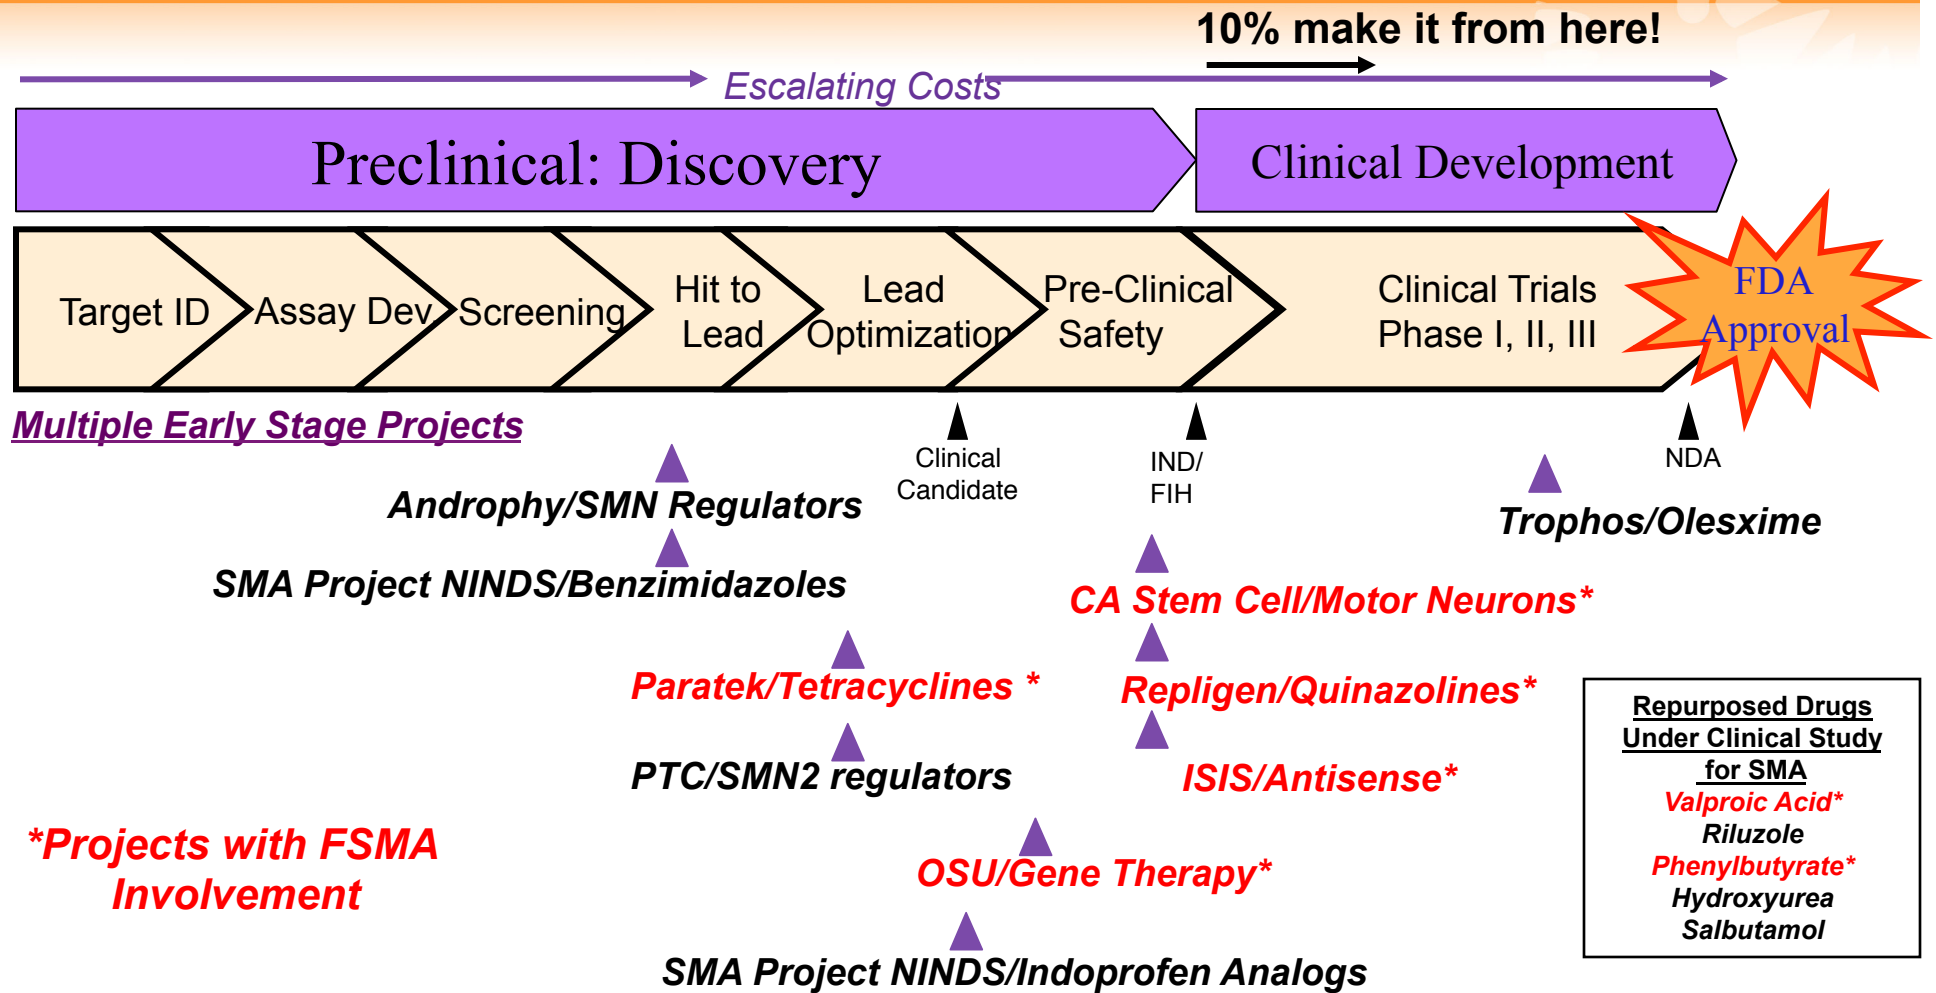 10% make it from here!
Escalating Costs
Preclinical: Discovery
Clinical Development
Target ID
Assay Dev
Screening
Hit to
Lead
Lead
Optimization
Pre-Clinical
Safety
Clinical Trials
Phase I, II, III
FDA
Approval
Multiple Early Stage Projects
Clinical
Candidate
IND/
FIH
NDA
Androphy/SMN Regulators
Trophos/Olesxime
SMA Project NINDS/Benzimidazoles
CA Stem Cell/Motor Neurons*
Paratek/Tetracyclines *
Repligen/Quinazolines*
PTC/SMN2 regulators
ISIS/Antisense*
OSU/Gene Therapy*
SMA Project NINDS/Indoprofen Analogs
*Projects with FSMA
Involvement
Repurposed Drugs
Under Clinical Study
for SMA
Valproic Acid*
Riluzole
Phenylbutyrate*
Hydroxyurea
Salbutamol